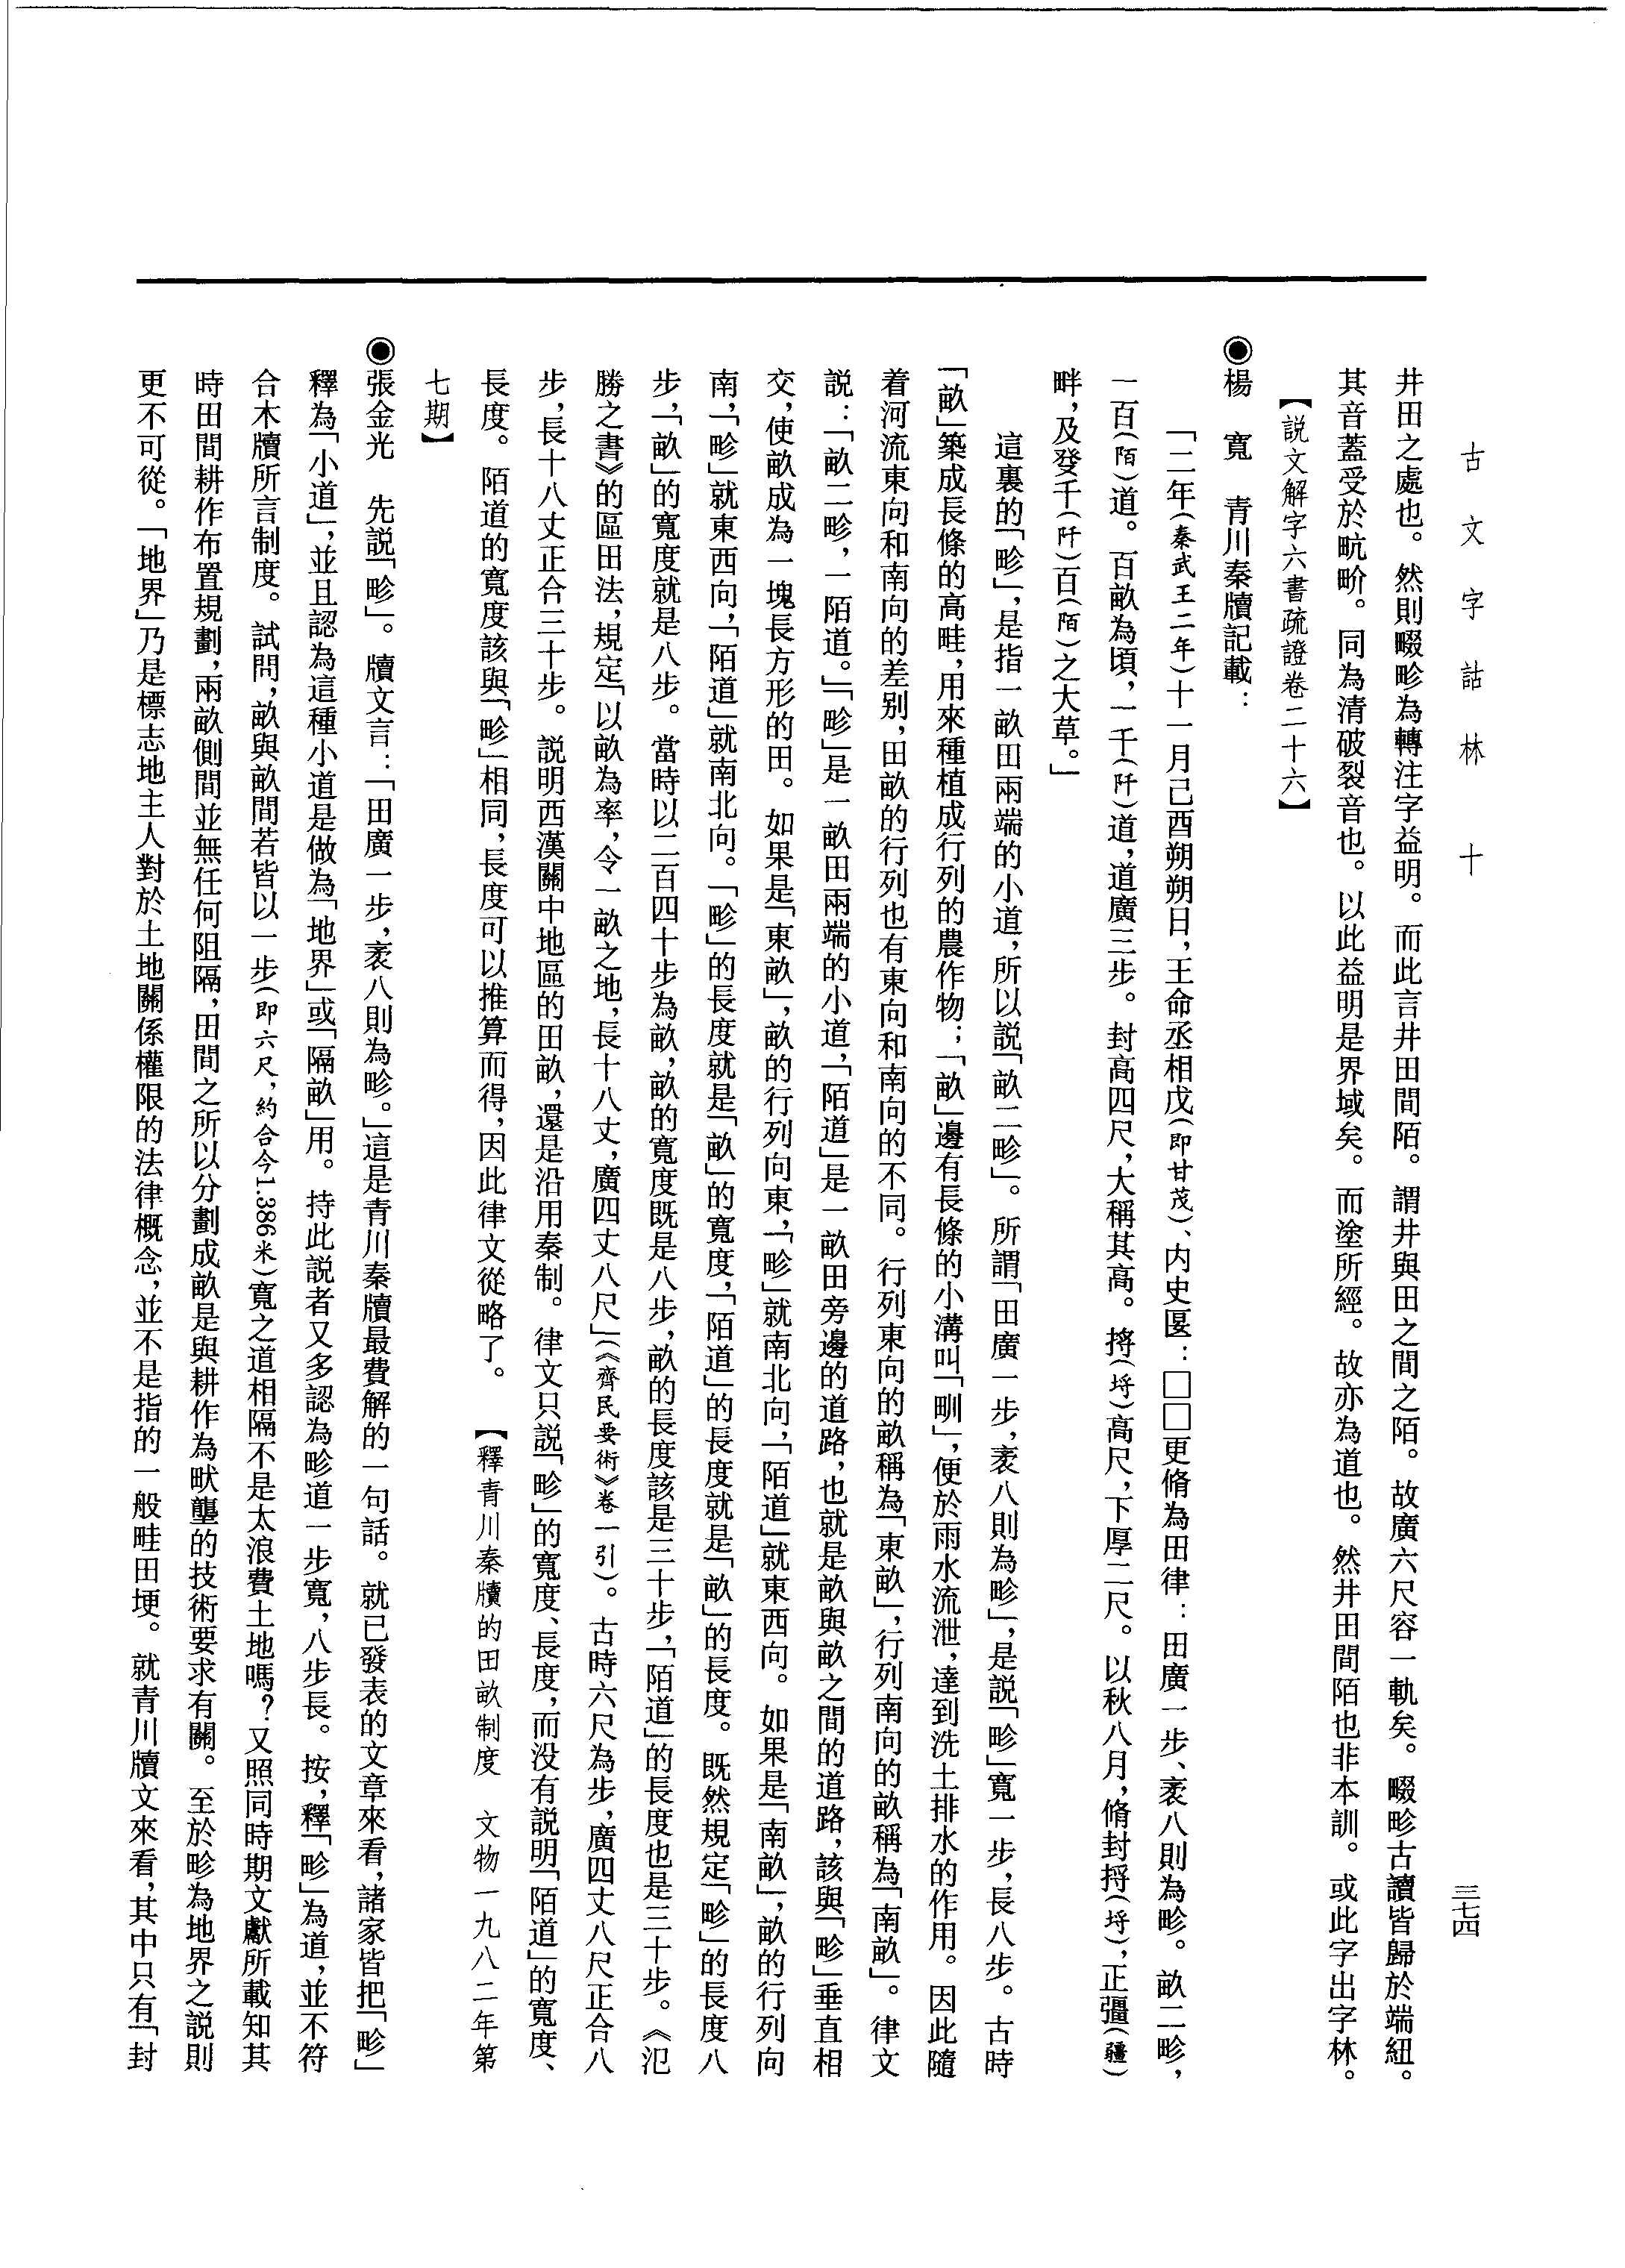 古文字詁林 十
三七四
井田之處也。然則畷畛為轉注字益明。而此言井田間陌。謂井與田之間之陌。故廣六尺容一軌矣。畷畛古讀皆歸於端紐。
其音蓋受於甿畍。同為清破裂音也。以此益明是界域矣。而塗所經。故亦為道也。然井田間陌也非本訓。或此字出字林。
【説文解字六書疏證卷二十六】
◉楊 寬 青川秦牘記載：
「二年（秦武王二年）十一月己酉朔朔日，王命丞相戊（即甘茂）、内史匽：□□更脩為田律：田廣一步、袤八則為畛。畝二畛，
一百（陌）道。百畝為頃，一千（阡）道，道廣三步。封高四尺，大稱其高。捋（埒）高尺，下厚二尺。以秋八月，脩封捋（埒），正彊（疆）
畔，及癹千（阡）百（陌）之大草。」
這裏的「畛」，是指一畝田兩端的小道，所以説「畝二畛」。所謂「田廣一步，袤八則為畛」，是説「畛」寬一步，長八步。古時
「畝」築成長條的高畦，用來種植成行列的農作物；「畝」邊有長條的小溝叫「甽」，便於雨水流泄，達到洗土排水的作用。因此隨
着河流東向和南向的差别，田畝的行列也有東向和南向的不同。行列東向的畝稱為「東畝」，行列南向的畝稱為「南畝」。律文
説：「畝二畛，一陌道。」「畛」是一畝田兩端的小道，「陌道」是一畝田旁邊的道路，也就是畝與畝之間的道路，該與「畛」垂直相
交，使畝成為一塊長方形的田。如果是「東畝」，畝的行列向東，「畛」就南北向，「陌道」就東西向。如果是「南畝」，畝的行列向
南，「畛」就東西向，「陌道」就南北向。「畛」的長度就是「畝」的寬度，「陌道」的長度就是「畝」的長度。既然規定「畛」的長度八
步，「畝」的寬度就是八步。當時以二百四十步為畝，畝的寬度既是八步，畝的長度該是三十步，「陌道」的長度也是三十步。《氾
勝之書》的區田法，規定「以畝為率，令一畝之地，長十八丈，廣四丈八尺」（《齊民要術》卷一引）。古時六尺為步，廣四丈八尺正合八
步，長十八丈正合三十步。説明西漢關中地區的田畝，還是沿用秦制。律文只説「畛」的寬度、長度，而没有説明「陌道」的寬度、
長度。陌道的寬度該與「畛」相同，長度可以推算而得，因此律文從略了。 【釋青川秦牘的田畝制度 文物一九八二年第
七期】
◉張金光 先説「畛」。牘文言：「田廣一步，袤八則為畛。」這是青川秦牘最費解的一句話。就已發表的文章來看，諸家皆把「畛」
釋為「小道」，並且認為這種小道是做為「地界」或「隔畝」用。持此説者又多認為畛道一步寬，八步長。按，釋「畛」為道，並不符
合木牘所言制度。試問，畝與畝間若皆以一步（即六尺，約合今1.386米）寬之道相隔不是太浪費土地嗎？又照同時期文獻所載知其
時田間耕作布置規劃，兩畝側間並無任何阻隔，田間之所以分劃成畝是與耕作為畎壟的技術要求有關。至於畛為地界之説則
更不可從。「地界」乃是標志地主人對於土地關係權限的法律概念，並不是指的一般畦田埂。就青川牘文來看，其中只有「封